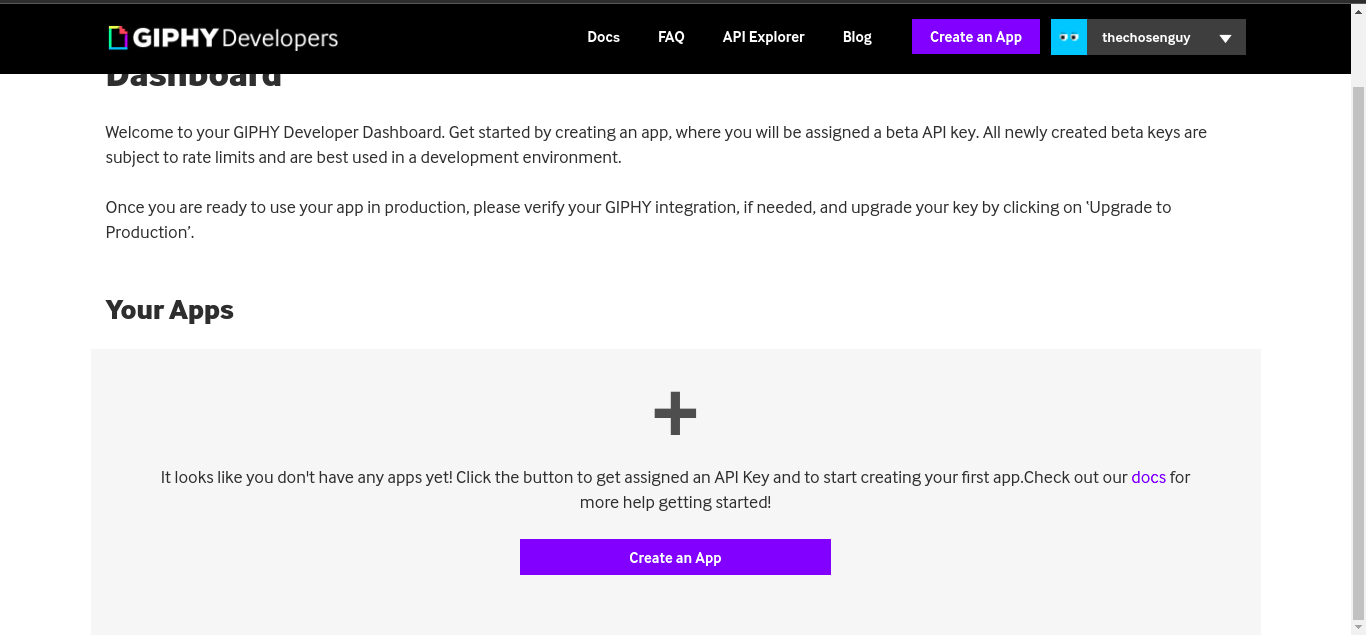 GIPHY Developers
Docs
FAQ
API Explorer
Blog
Create an App
thechosenguy
Dashboard
Welcome to your GIPHY Developer Dashboard. Get started by creating an app, where you will be assigned a beta API key. All newly created beta keys are
subject to rate limits and are best used in a development environment.
Once you are ready to use your app in production, please verify your GIPHY integration, if needed, and upgrade your key by clicking on ‘Upgrade to
Production’.
Your Apps
It looks like you don't have any apps yet! Click the button to get assigned an API Key and to start creating your first app.Check out our docs for
more help getting started!
Create an App